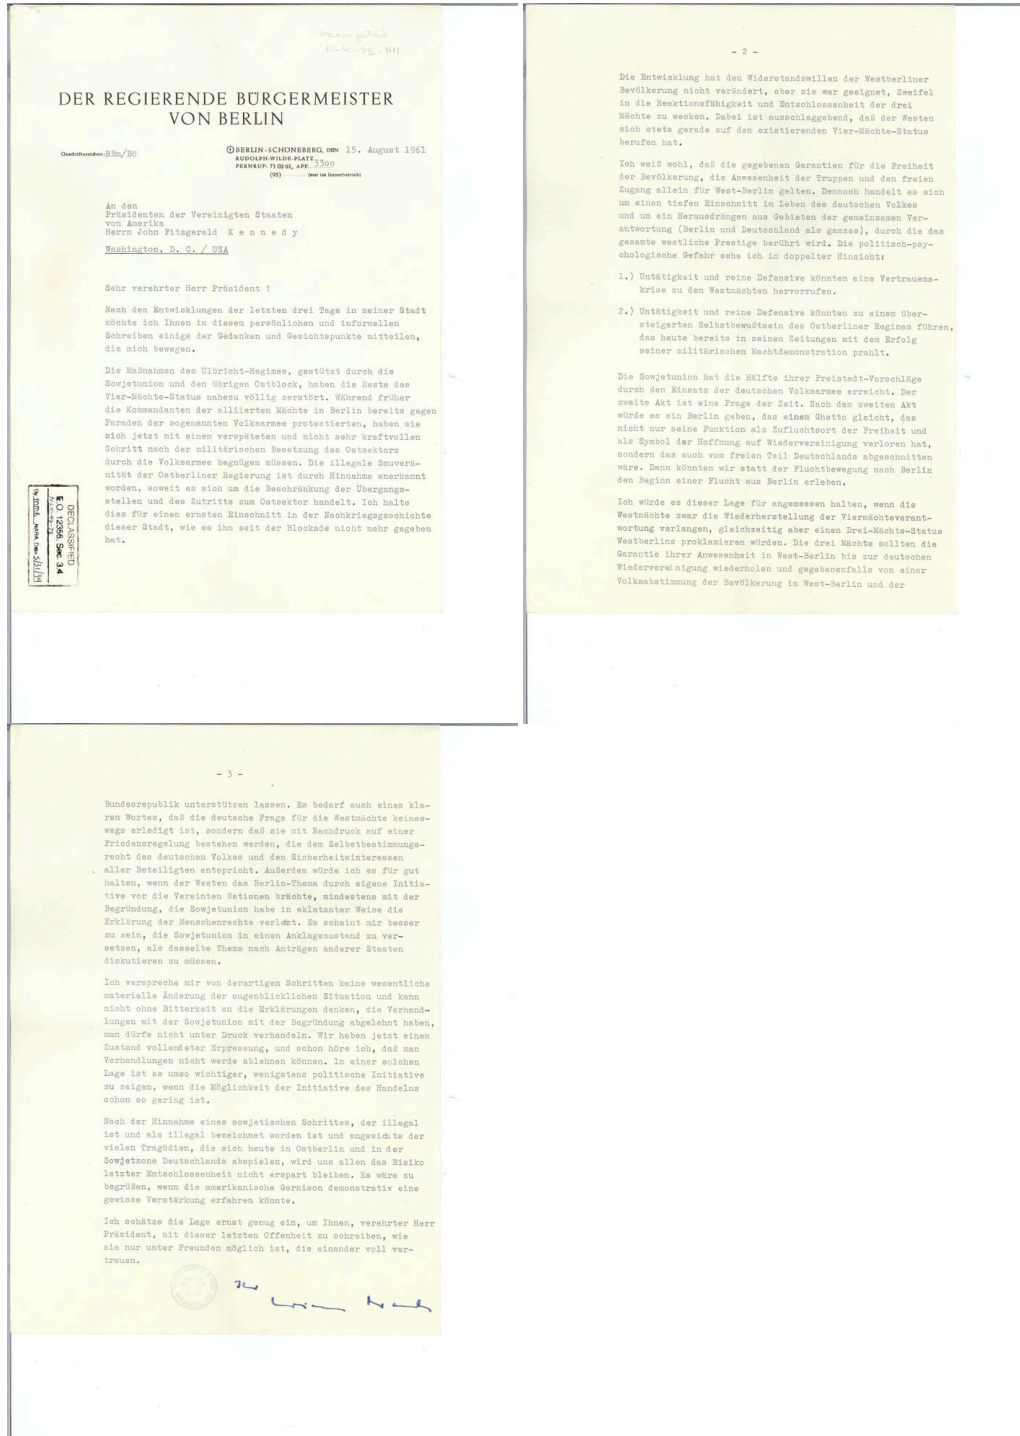 DER REGIERENDE BÜRGERMEISTER
VON BERLIN
Geschäftszeichen: RBm/Bö
BERLIN-SCHÖNEBERG, DEN 15. August 1961
RUDOLPH-WILDE-PLATZ
FERNRUF: 71 02 61, APP. 3300
(95) (nur im Innenbetrieb)
An den
Präsidenten der Vereinigten Staaten
von Amerika
Herrn John Fitzgerald K e n n e d y
Washington, D. C. / USA
Sehr verehrter Herr Präsident !
Nach den Entwicklungen der letzten drei Tage in meiner Stadt
möchte ich Ihnen in diesem persönlichen und informellen
Schreiben einige der Gedanken und Gesichtspunkte mitteilen,
die mich bewegen.
Die Maßnahmen des Ulbricht-Regimes, gestützt durch die
Sowjetunion und den übrigen Ostblock, haben die Reste des
Vier-Mächte-Status nahezu völlig zerstört. Während früher
die Kommandanten der alliierten Mächte in Berlin bereits gegen
Paraden der sogenannten Volksarmee protestierten, haben sie
sich jetzt mit einem verspäteten und nicht sehr kraftvollen
Schritt nach der militärischen Besetzung des Ostsektors
durch die Volksarmee begnügen müssen. Die illegale Souverä-
nität der Ostberliner Regierung ist durch Hinnahme anerkannt
worden, soweit es sich um die Beschränkung der Übergangs-
stellen und des Zutritts zum Ostsektor handelt. Ich halte
dies für einen ernsten Einschnitt in der Nachkriegsgeschichte
dieser Stadt, wie es ihn seit der Blockade nicht mehr gegeben
hat.
DECLASSIFIED
E.O. 12356, Sec. 3.4
- 2 -
Die Entwicklung hat den Widerstandswillen der Westberliner
Bevölkerung nicht verändert, aber sie war geeignet, Zweifel
in die Reaktionsfähigkeit und Entschlossenheit der drei
Mächte zu wecken. Dabei ist ausschlaggebend, daß der Westen
sich stets gerade auf den existierenden Vier-Mächte-Status
berufen hat.
Ich weiß wohl, daß die gegebenen Garantien für die Freiheit
der Bevölkerung, die Anwesenheit der Truppen und den freien
Zugang allein für West-Berlin gelten. Dennoch handelt es sich
um einen tiefen Einschnitt im Leben des deutschen Volkes
und um ein Herausdrängen aus Gebieten der gemeinsamen Ver-
antwortung (Berlin und Deutschland als ganzes), durch die das
gesamte westliche Prestige berührt wird. Die politisch-psy-
chologische Gefahr sehe ich in doppelter Hinsicht:
1.) Untätigkeit und reine Defensive könnten eine Vertrauens-
krise zu den Westmächten hervorrufen.
2.) Untätigkeit und reine Defensive könnten zu einem über-
steigerten Selbstbewußtsein des Ostberliner Regimes führen,
das heute bereits in seinen Zeitungen mit dem Erfolg
seiner militärischen Machtdemonstration prahlt.
Die Sowjetunion hat die Hälfte ihrer Freistadt-Vorschläge
durch den Einsatz der deutschen Volksarmee erreicht. Der
zweite Akt ist eine Frage der Zeit. Nach dem zweiten Akt
würde es ein Berlin geben, das einem Ghetto gleicht, das
nicht nur seine Funktion als Zufluchtsort der Freiheit und
als Symbol der Hoffnung auf Wiedervereinigung verloren hat,
sondern das auch vom freien Teil Deutschlands abgeschnitten
wäre. Dann könnten wir statt der Fluchtbewegung nach Berlin
den Beginn einer Flucht aus Berlin erleben.
Ich würde es in dieser Lage für angemessen halten, wenn die
Westmächte zwar die Wiederherstellung der Viermächteverant-
wortung verlangen, gleichzeitig aber einen Drei-Mächte-Status
Westberlins proklamieren würden. Die drei Mächte sollten die
Garantie ihrer Anwesenheit in West-Berlin bis zur deutschen
Wiedervereinigung wiederholen und gegebenenfalls von einer
Volksabstimmung der Bevölkerung in West-Berlin und der
- 3 -
Bundesrepublik unterstützen lassen. Es bedarf auch eines kla-
ren Wortes, daß die deutsche Frage für die Westmächte keines-
wegs erledigt ist, sondern daß sie mit Nachdruck auf einer
Friedensregelung bestehen werden, die dem Selbstbestimmungs-
recht des deutschen Volkes und den Sicherheitsinteressen
aller Beteiligten entspricht. Außerdem würde ich es für gut
halten, wenn der Westen das Berlin-Thema durch eigene Initia-
tive vor die Vereinten Nationen brächte, mindestens mit der
Begründung, die Sowjetunion habe in eklatanter Weise die
Erklärung der Menschenrechte verletzt. Es scheint mir besser
zu sein, die Sowjetunion in einen Anklagezustand zu ver-
setzen, als dasselbe Thema nach Anträgen anderer Staaten
diskutieren zu müssen.
Ich verspreche mir von derartigen Schritten keine wesentliche
materielle Änderung der augenblicklichen Situation und kann
nicht ohne Bitterkeit an die Erklärungen denken, die Verhand-
lungen mit der Sowjetunion mit der Begründung abgelehnt haben,
man dürfe nicht unter Druck verhandeln. Wir haben jetzt einen
Zustand vollendeter Erpressung, und schon höre ich, daß man
Verhandlungen nicht werde ablehnen können. In einer solchen
Lage ist es umso wichtiger, wenigstens politische Initiative
zu zeigen, wenn die Möglichkeit der Initiative des Handelns
schon so gering ist.
Nach der Hinnahme eines sowjetischen Schrittes, der illegal
ist und als illegal bezeichnet worden ist und angesichts der
vielen Tragödien, die sich heute in Ostberlin und in der
Sowjetzone Deutschlands abspielen, wird uns allen das Risiko
letzter Entschlossenheit nicht erspart bleiben. Es wäre zu
begrüßen, wenn die amerikanische Garnison demonstrativ eine
gewisse Verstärkung erfahren könnte.
Ich schätze die Lage ernst genug ein, um Ihnen, verehrter Herr
Präsident, mit dieser letzten Offenheit zu schreiben, wie
sie nur unter Freunden möglich ist, die einander voll ver-
trauen.
Ihr
Willy Brandt